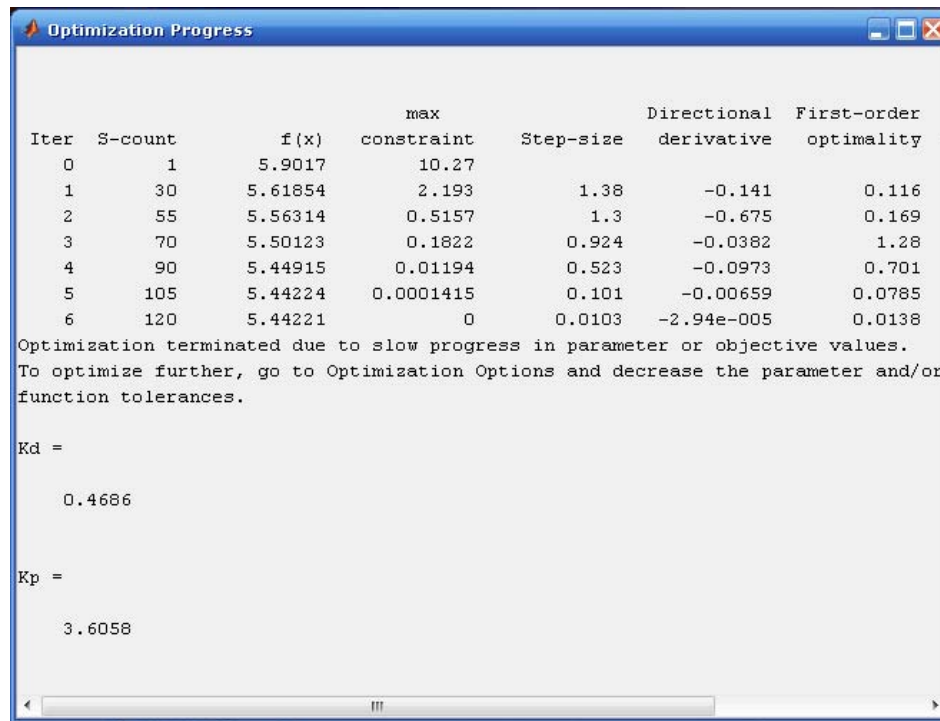 Optimization Progress
max Directional First-order
Iter S-count f(x) constraint Step-size derivative optimality
0 1 5.9017 10.27
1 30 5.61854 2.193 1.38 -0.141 0.116
2 55 5.56314 0.5157 1.3 -0.675 0.169
3 70 5.50123 0.1822 0.924 -0.0382 1.28
4 90 5.44915 0.01194 0.523 -0.0973 0.701
5 105 5.44224 0.0001415 0.101 -0.00659 0.0785
6 120 5.44221 0 0.0103 -2.94e-005 0.0138
Optimization terminated due to slow progress in parameter or objective values.
To optimize further, go to Optimization Options and decrease the parameter and/or
function tolerances.
Kd =
0.4686
Kp =
3.6058